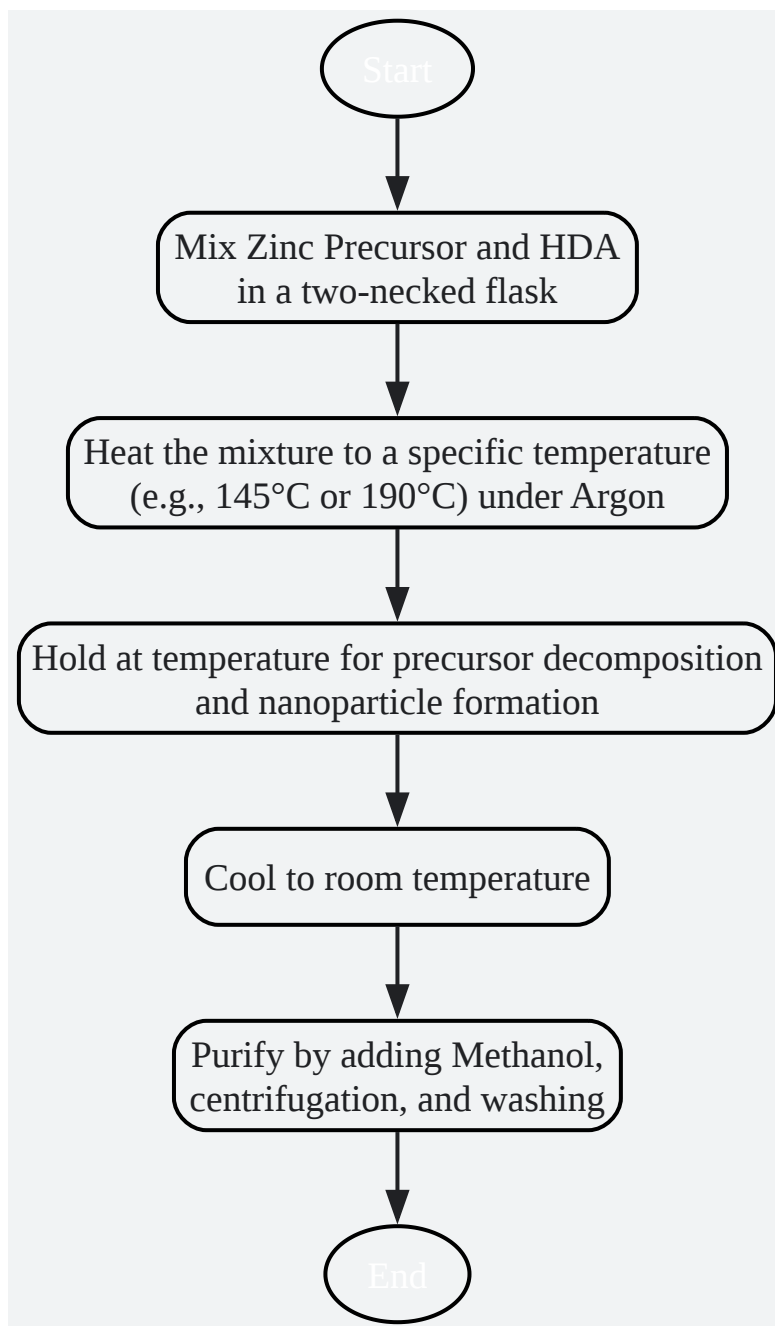 Start
Mix Zinc Precursor and HDA
in a two-necked flask
Heat the mixture to a specific temperature
(e.g., 145°C or 190°C) under Argon
Hold at temperature for precursor decomposition
and nanoparticle formation
Cool to room temperature
Purify by adding Methanol,
centrifugation, and washing
End